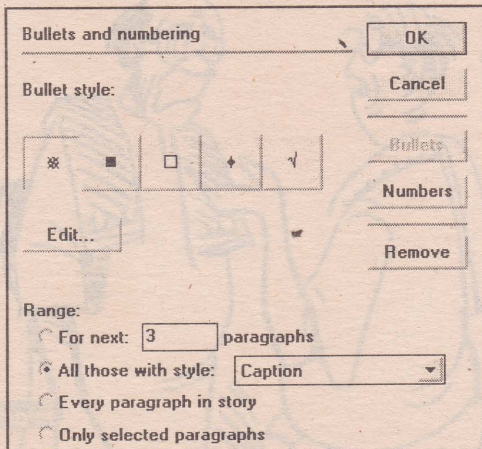 Bullets and numbering
OK
Cancel
Bullet style:
Bullets
Numbers
Edit...
Remove
Range:
For next: 3 paragraphs
All those with style: Caption
Every paragraph in story
Only selected paragraphs